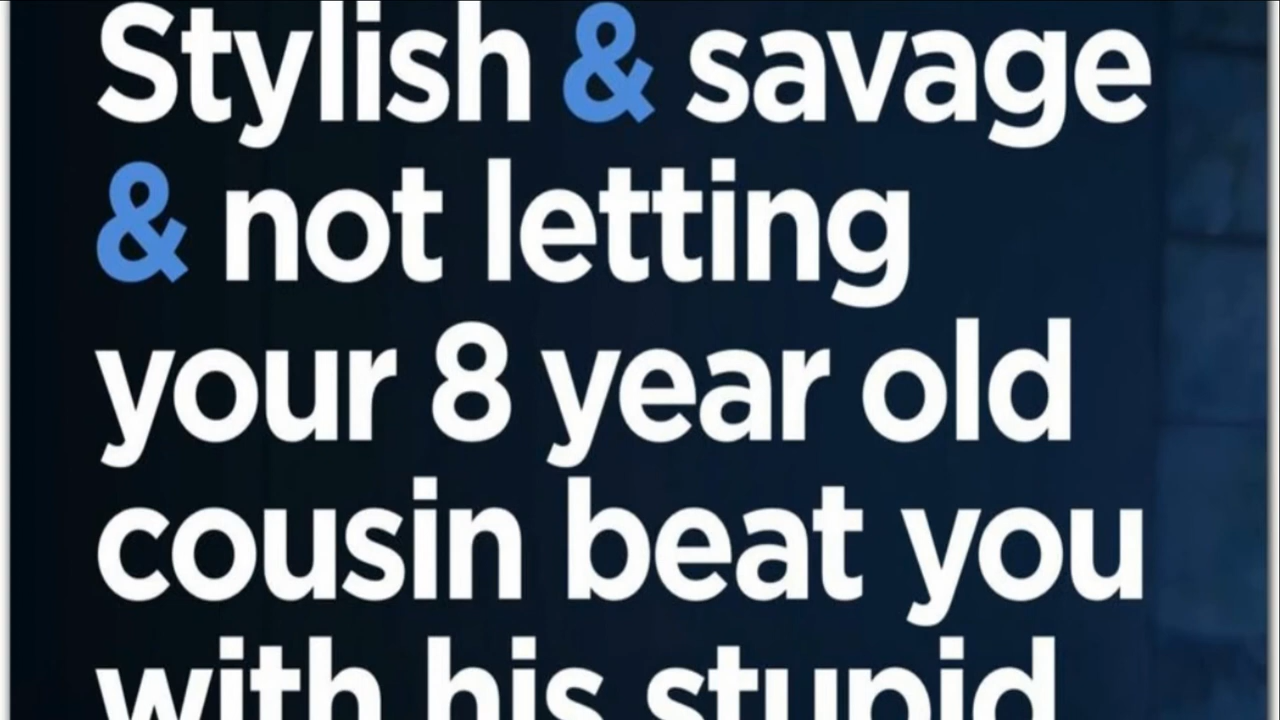 Stylish & savage
& not letting
your 8 year old
cousin beat you
with his stupid